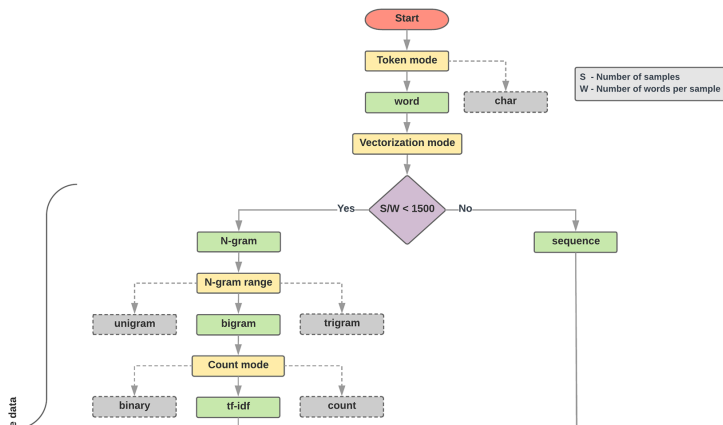 Start
Token mode
S - Number of samples
W - Number of words per sample
word
char
Vectorization mode
S/W < 1500
Yes
No
N-gram
sequence
N-gram range
unigram
bigram
trigram
Count mode
binary
tf-idf
count
data